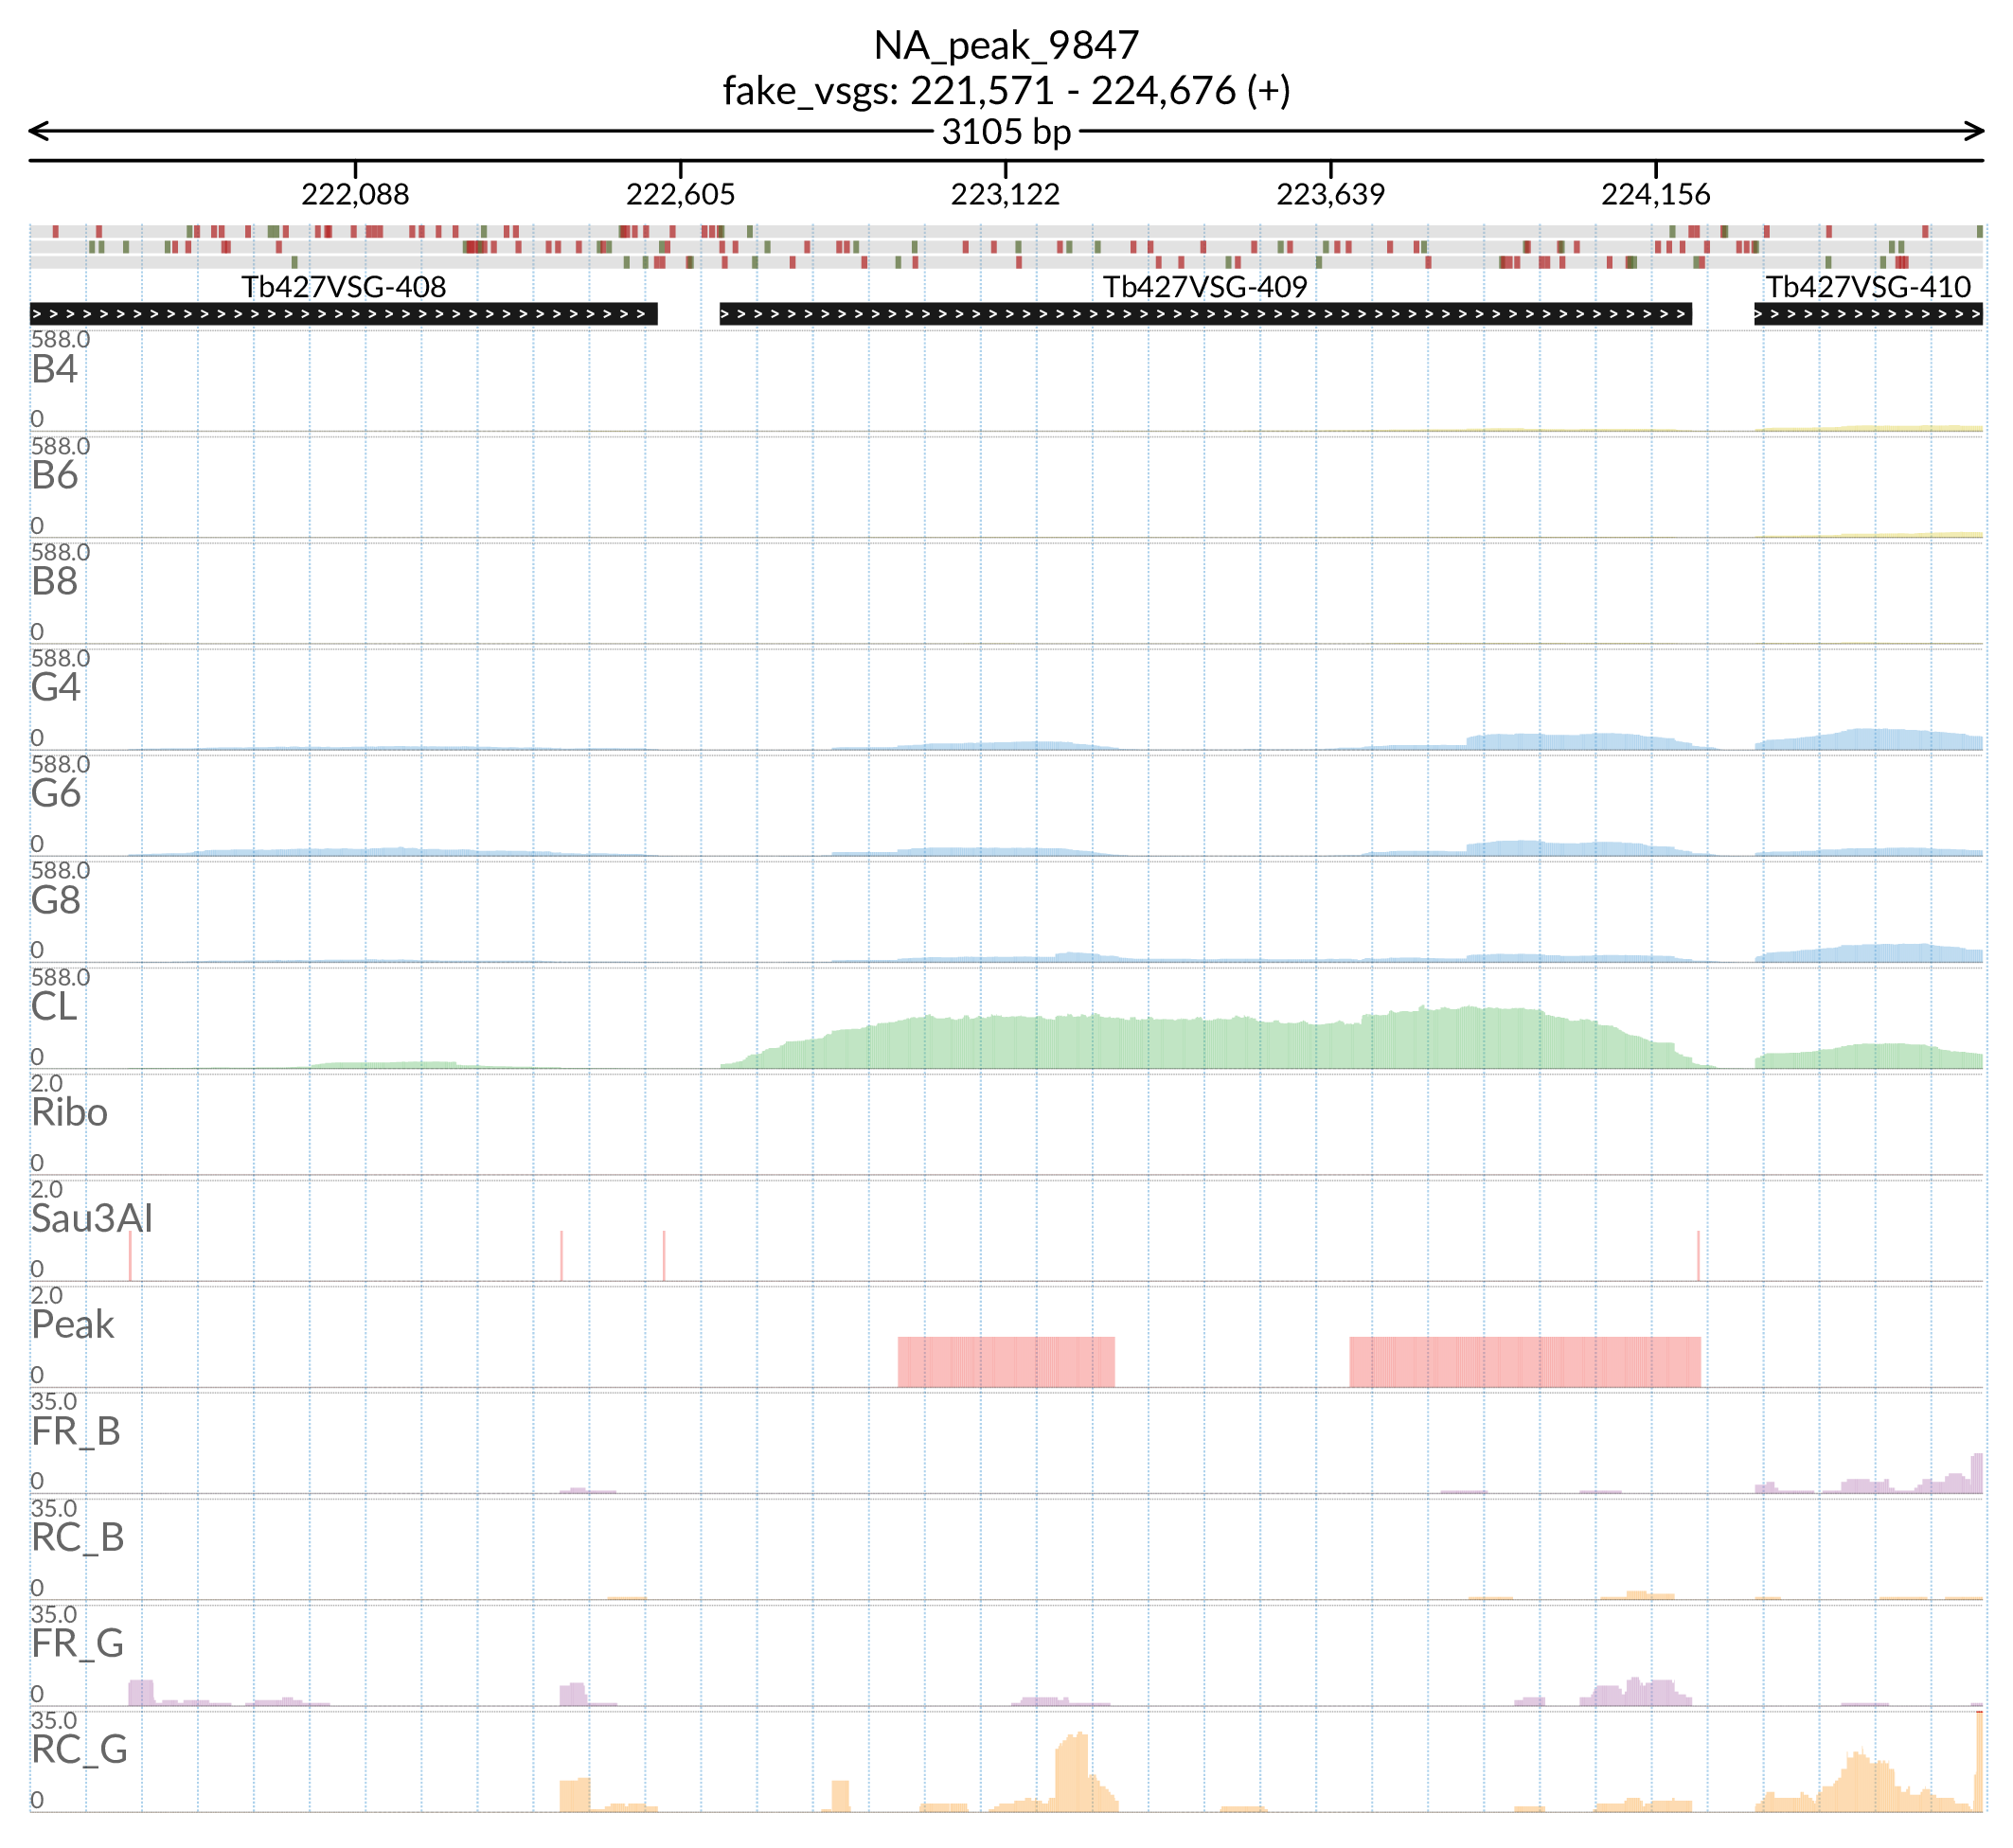 NA_peak_9847
fake_vsgs: 221,571 - 224,676 (+)
3105 bp
222,088 222,605 223,122 223,639 224,156
Tb427VSG-408 Tb427VSG-409 Tb427VSG-410
588.0
B4
0
588.0
B6
0
588.0
B8
0
588.0
G4
0
588.0
G6
0
588.0
G8
0
588.0
CL
0
2.0
Ribo
0
2.0
Sau3AI
0
2.0
Peak
0
35.0
FR_B
0
35.0
RC_B
0
35.0
FR_G
0
35.0
RC_G
0